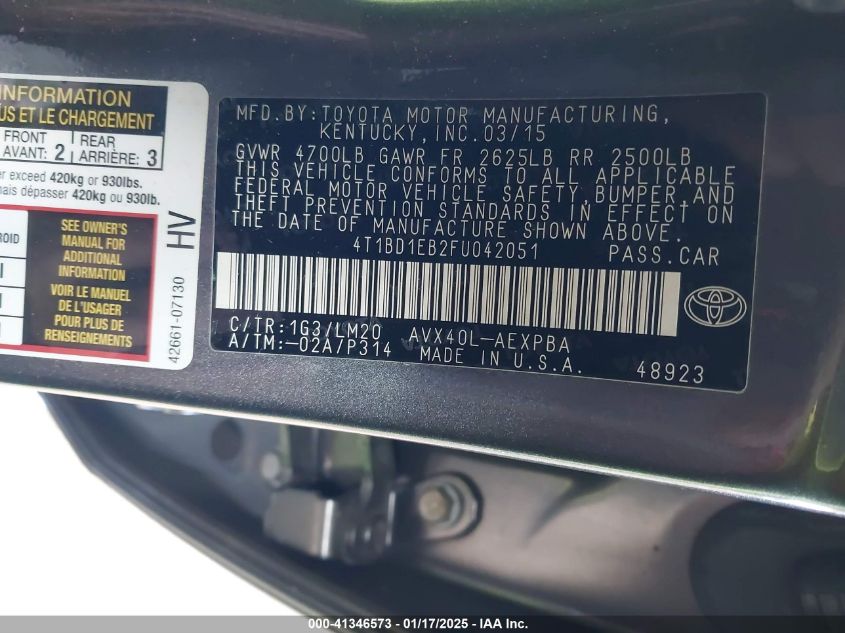 INFORMATION
US ET LE CHARGEMENT
FRONT
AVANT: 2
REAR
ARRIÈRE: 3
er exceed 420kg or 930lbs.
mais dépasser 420kg ou 930lb.
SEE OWNER'S
MANUAL FOR
ADDITIONAL
INFORMATION
VOIR LE MANUEL
DE L'USAGER
POUR PLUS DE
RENSEIGNEMENTS
HV
42661-07130
MFD.BY:TOYOTA MOTOR MANUFACTURING,
KENTUCKY,INC.03/15
GVWR 4700LB GAWR FR 2625LB RR 2500LB
THIS VEHICLE CONFORMS TO ALL APPLICABLE
FEDERAL MOTOR VEHICLE SAFETY,BUMPER,AND
THEFT PREVENTION STANDARDS IN EFFECT ON
THE DATE OF MANUFACTURE SHOWN ABOVE.
4T1BD1EB2FU042051 PASS.CAR
C/TR:1G3/LM20 AVX40L-AEXPBA
A/TM:-02A/P314 MADE IN U.S.A.
48923
000-41346573 - 01/17/2025 - IAA Inc.